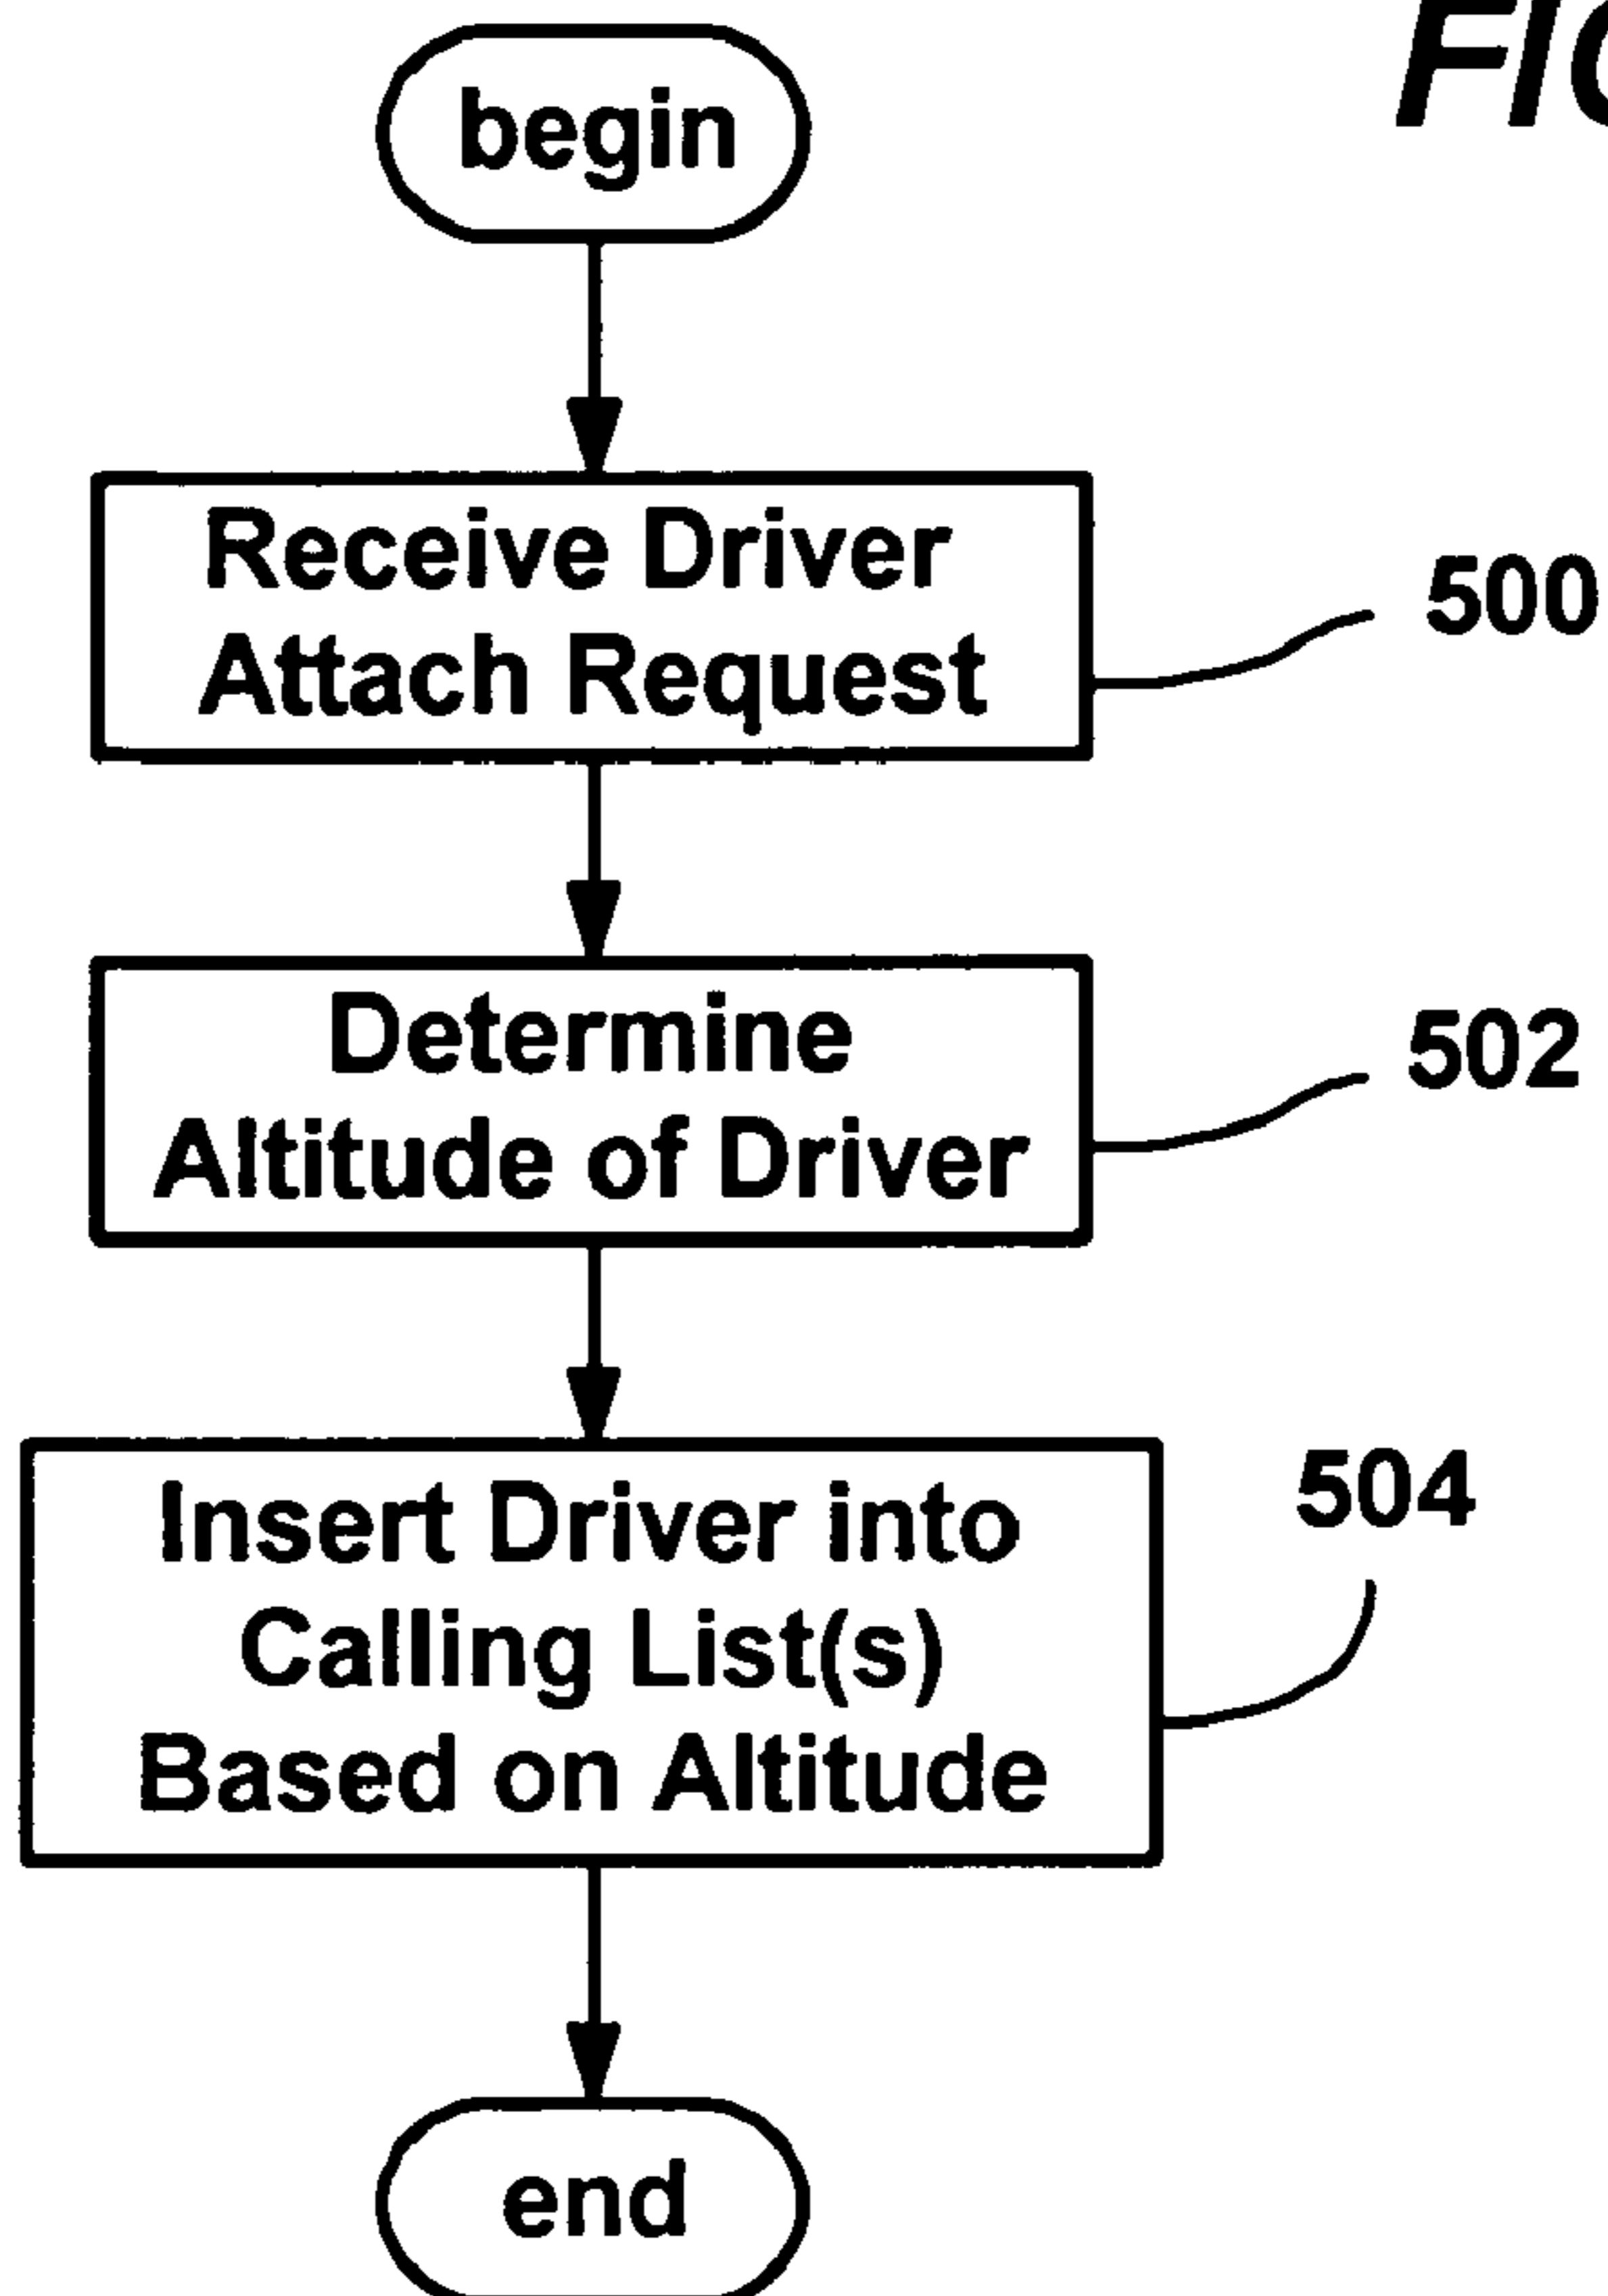 begin
Receive Driver
Attach Request
500
Determine
Altitude of Driver
502
Insert Driver into
Calling List(s)
Based on Altitude
504
end